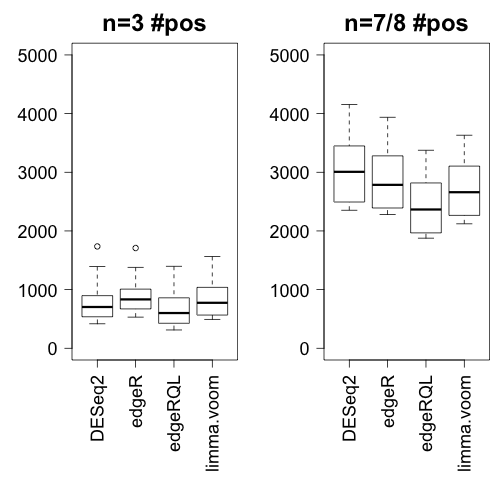 n=3 #pos
5000
4000
3000
2000
1000
0
DESeq2
edgeR
edgeRQL
limma.voom
n=7/8 #pos
5000
4000
3000
2000
1000
0
DESeq2
edgeR
edgeRQL
limma.voom